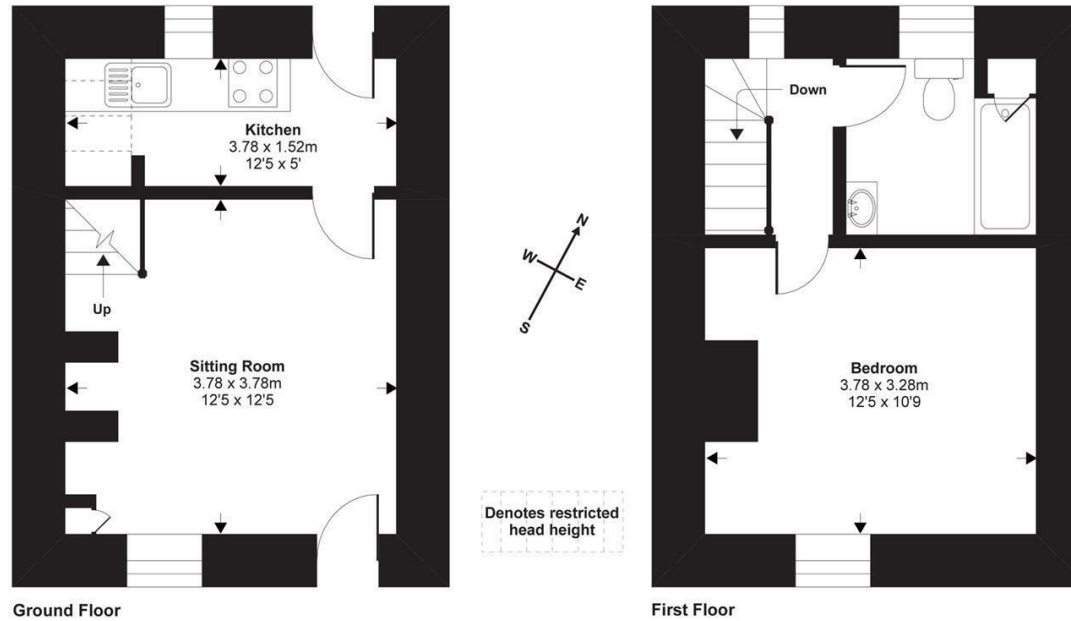 Kitchen
3.78 x 1.52m
12'5 x 5'
Up
Sitting Room
3.78 x 3.78m
12'5 x 12'5
Ground Floor
N
W
E
S
Denotes restricted
head height
Down
Bedroom
3.78 x 3.28m
12'5 x 10'9
First Floor